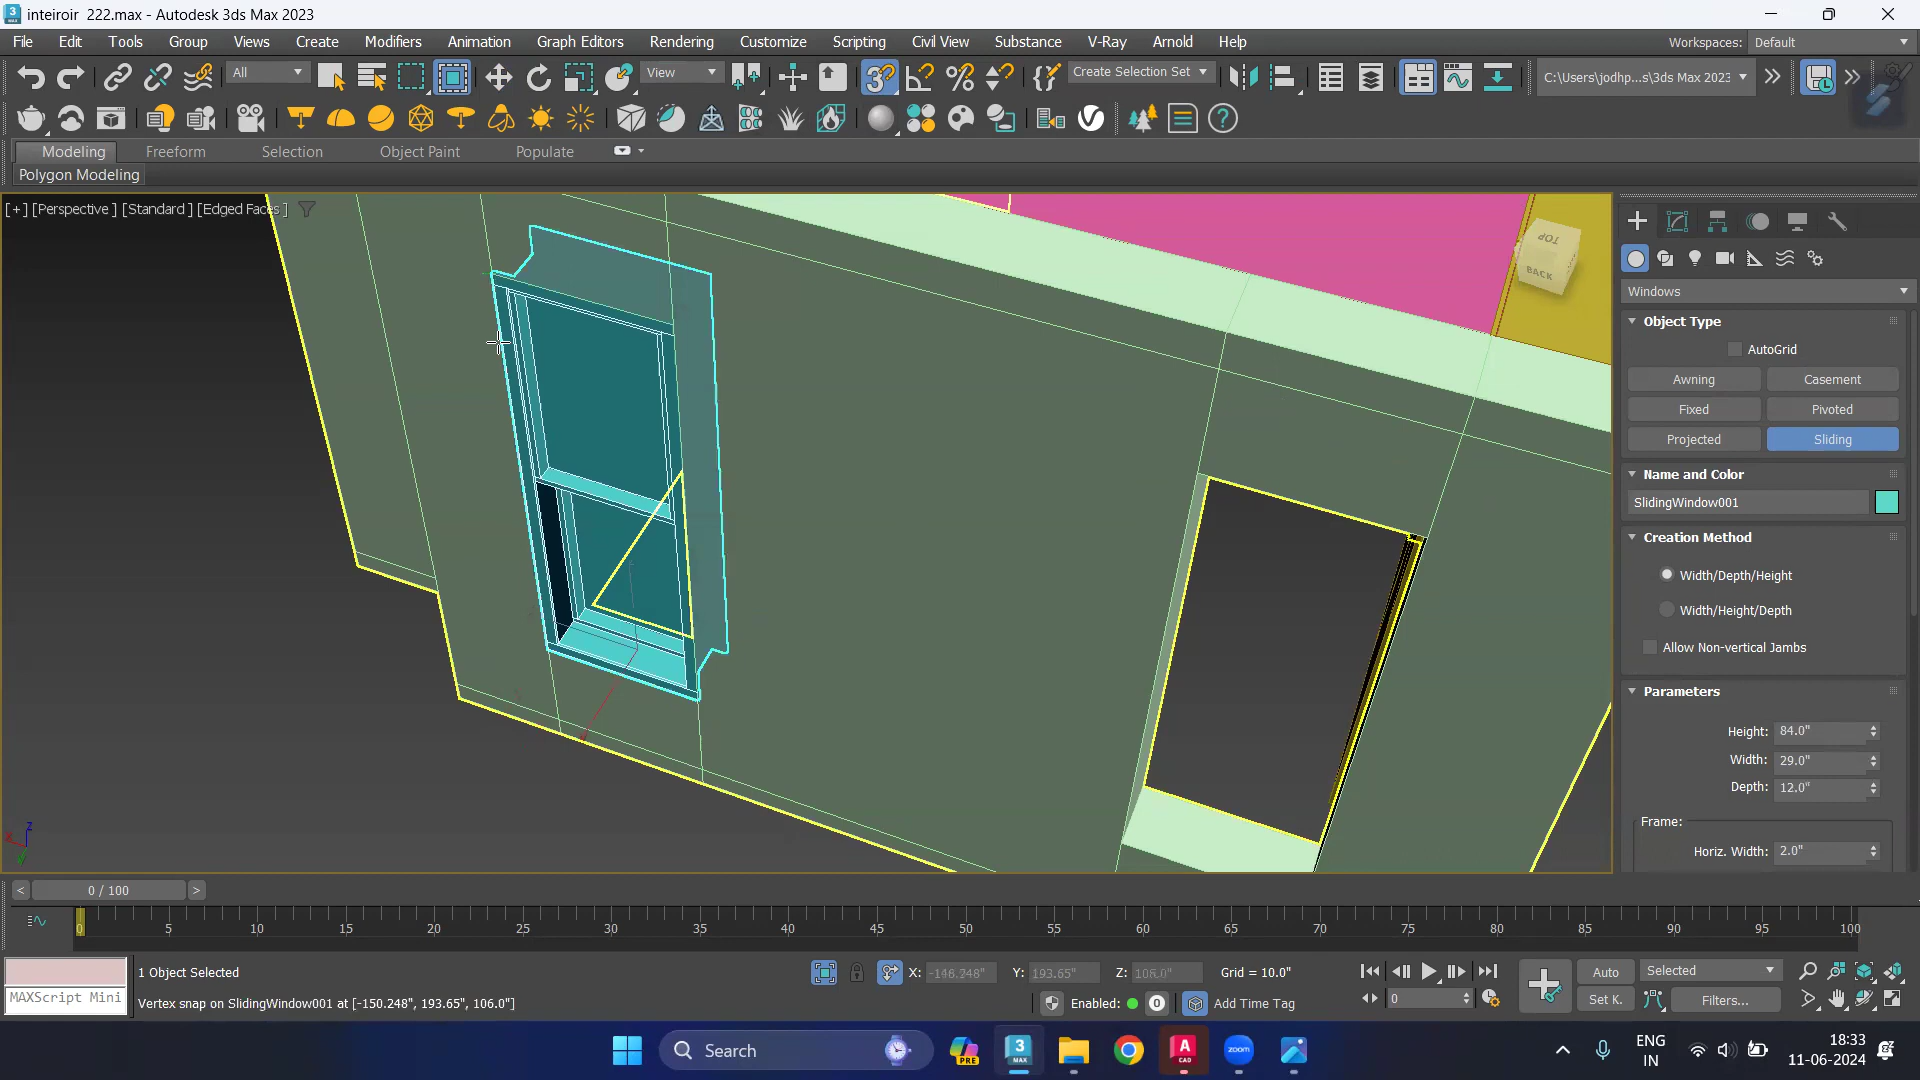 inteiroir 222.max - Autodesk 3ds Max 2023
File Edit Tools Group Views Create Modifiers Animation Graph Editors Rendering Customize Scripting Civil View Substance V-Ray Arnold Help
Workspaces: Default
All
View
Create Selection Set
C:\Users\jodhp...s\3ds Max 2023
Modeling Freeform Selection Object Paint Populate
Polygon Modeling
[+] [Perspective] [Standard] [Edged Faces]
TOP
BACK
Windows
Object Type
AutoGrid
Awning Casement
Fixed Pivoted
Projected Sliding
Name and Color
SlidingWindow001
Creation Method
Width/Depth/Height
Width/Height/Depth
Allow Non-vertical Jambs
Parameters
Height: 84.0"
Width: 29.0"
Depth: 12.0"
Frame:
Horiz. Width: 2.0"
z
x
y
< 0 / 100 >
0 5 10 15 20 25 30 35 40 45 50 55 60 65 70 75 80 85 90 95 100
1 Object Selected
X: -146.248" Y: 193.65" Z: 106.0" Grid = 10.0"
Auto Selected
MAXScript Mini
Vertex snap on SlidingWindow001 at [-150.248", 193.65", 106.0"]
Enabled: 0 Add Time Tag
0
Set K. Filters...
Search
PRE
3
MAX
A
CAD
zoom
ENG
IN
18:33
11-06-2024